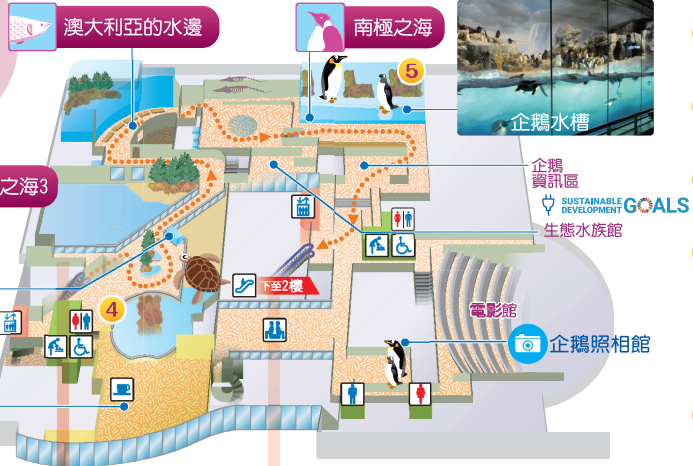 澳大利亞的水邊
南極之海
5
企鵝水槽
之海3
企鵝
資訊區
SUSTAINABLE
DEVELOPMENT GOALS
生態水族館
下至2樓
4
電影館
企鵝照相館